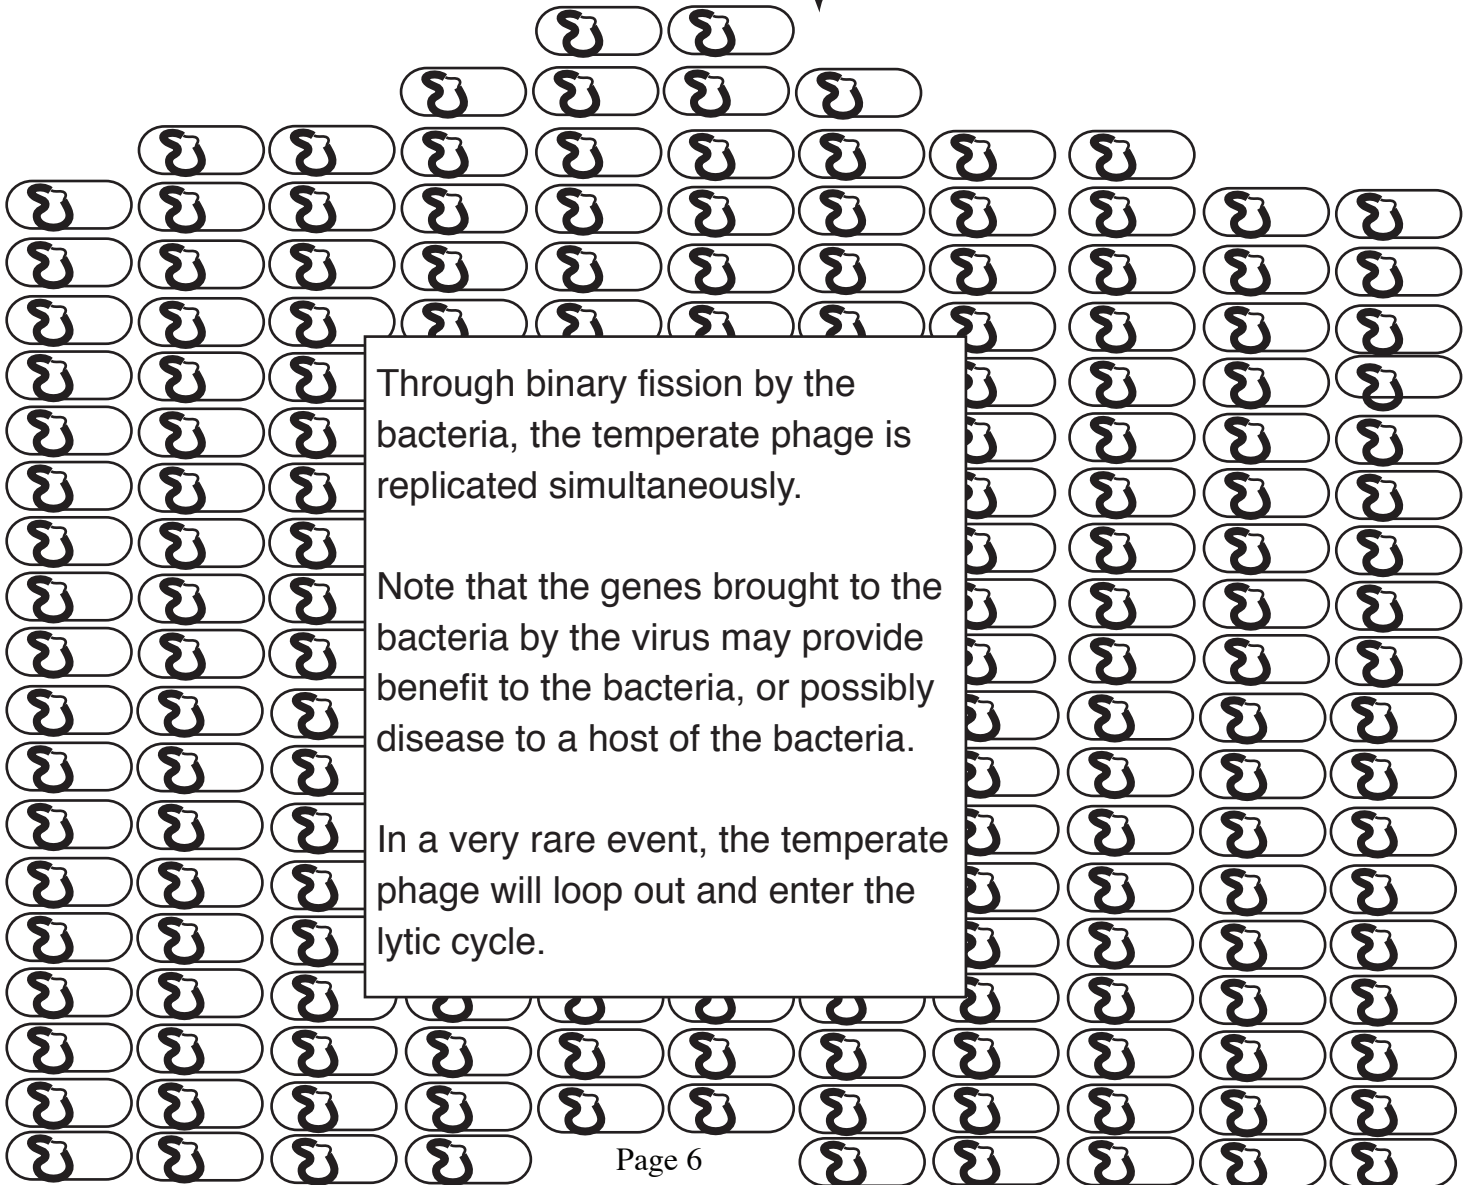 Through binary fission by the
bacteria, the temperate phage is
replicated simultaneously.
Note that the genes brought to the
bacteria by the virus may provide
benefit to the bacteria, or possibly
disease to a host of the bacteria.
In a very rare event, the temperate
phage will loop out and enter the
lytic cycle.
Page 6